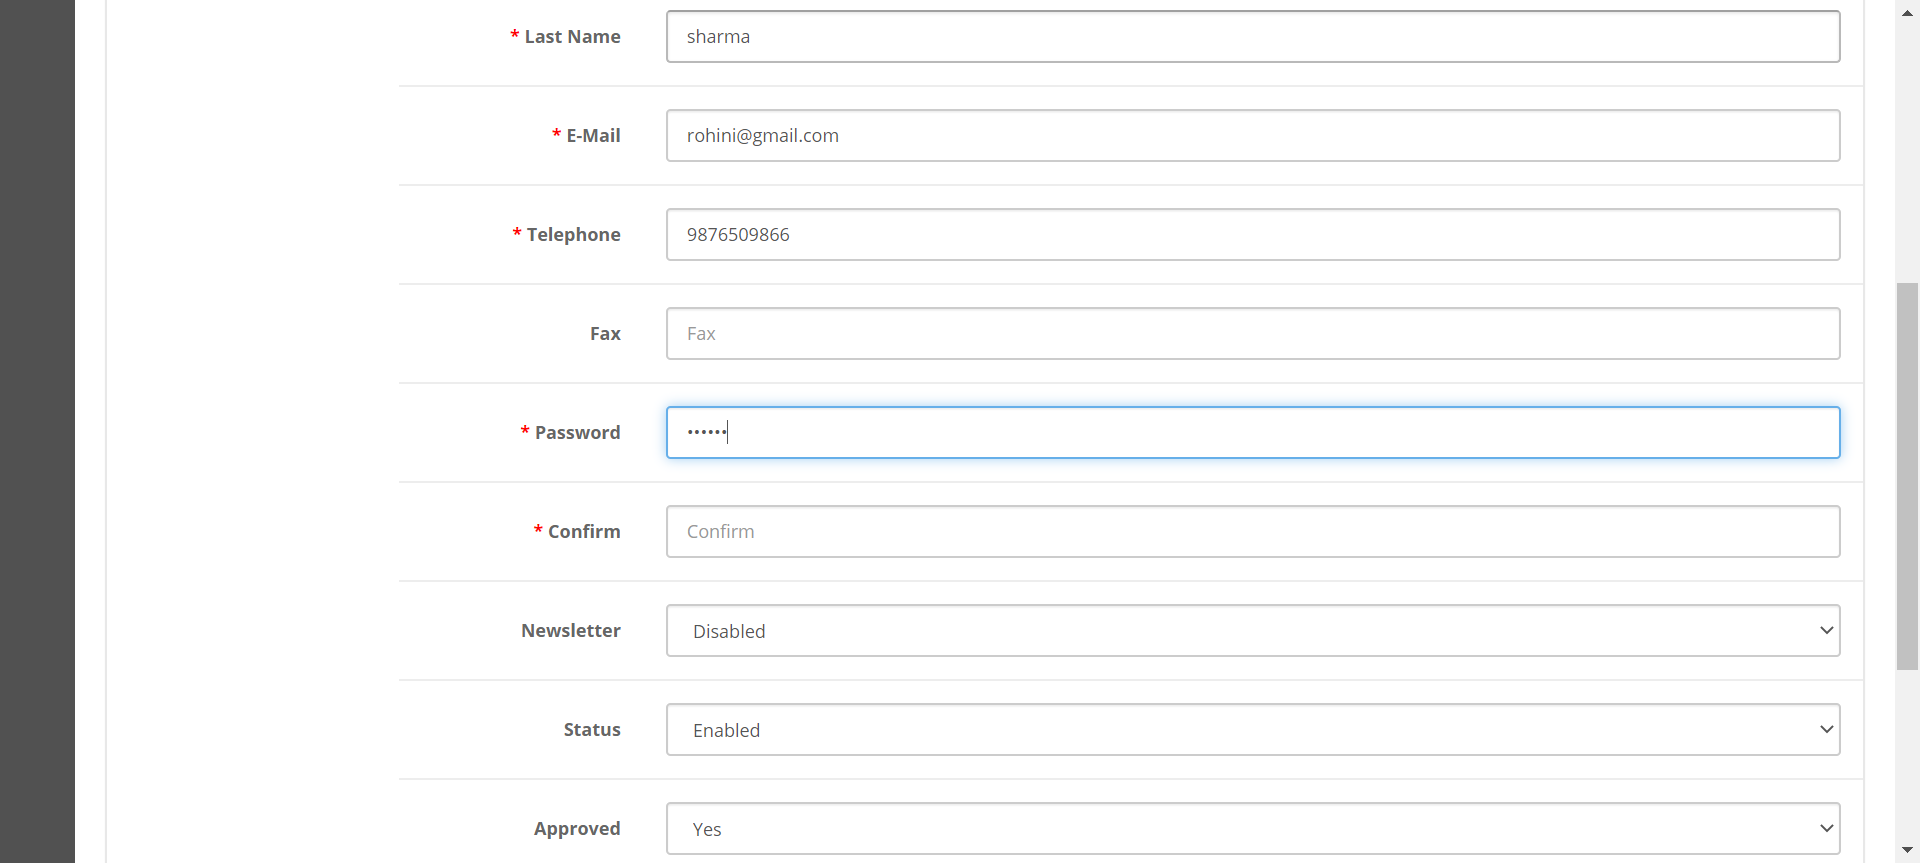 * Last Name sharma
* E-Mail rohini@gmail.com
* Telephone 9876509866
Fax Fax
* Password ••••••
* Confirm Confirm
Newsletter Disabled
Status Enabled
Approved Yes